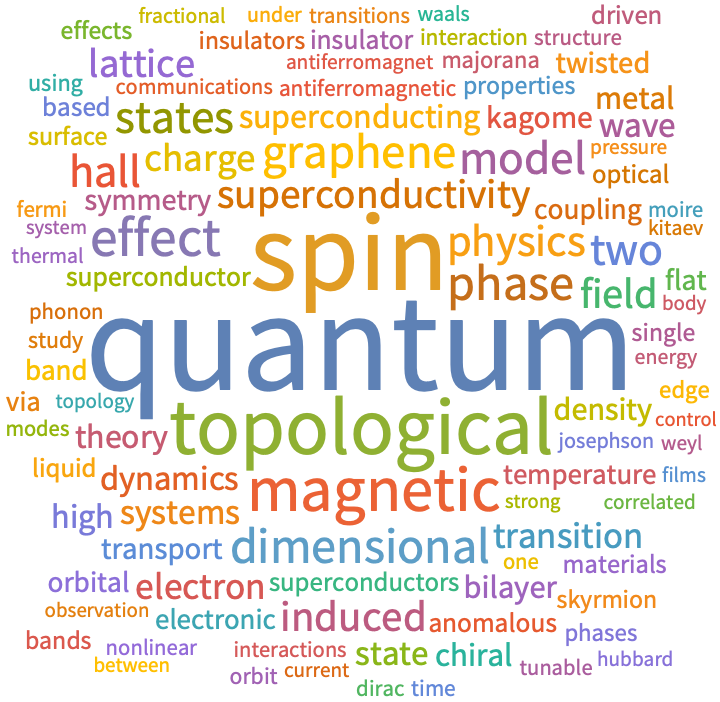 fractional under transitions waals driven
effects insulators insulator interaction structure
lattice antiferromagnet majorana twisted
using communications antiferromagnetic properties
based states superconducting kagome metal
surface wave
hall charge graphene model pressure
optical
symmetry superconductivity coupling
fermi moire
system effect spin physics two kitaev
thermal
superconductor phase field flat
body
phonon
study quantum single
band energy
via topology topological density edge
modes theory josephson control
weyl
liquid dynamics magnetic temperature films
high systems strong correlated
transport dimensional transition
one materials
orbital electron superconductors bilayer skyrmion
observation electronic induced anomalous phases
bands nonlinear interactions state chiral hubbard
between orbit current tunable
dirac time